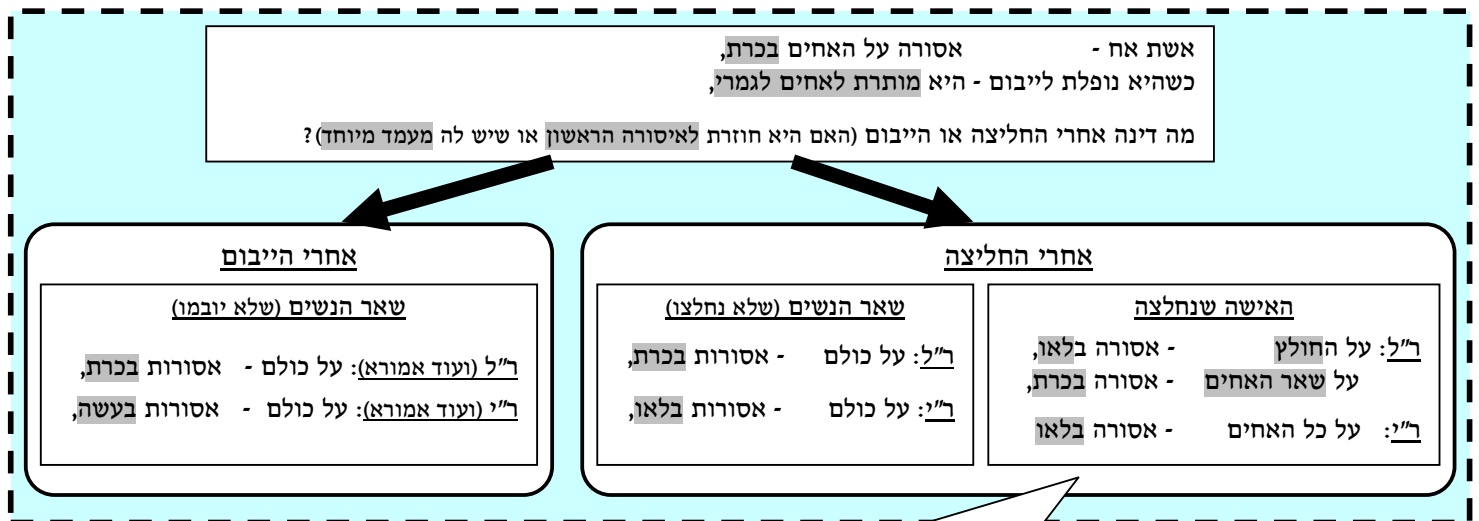 אשת אח - אסורה על האחים בכרת,
כשהיא נופלת לייבום - היא מותרת לאחים לגמרי,
מה דינה אחרי החליצה או הייבום (האם היא חוזרת לאיסורה הראשון או שיש לה מעמד מיוחד)?
אחרי החליצה
האישה שנחלצה
ר״ל: על החולץ - אסורה בלאו,
על שאר האחים - אסורה בכרת,
ר״י: על כל האחים - אסורה בלאו
שאר הנשים (שלא נחלצו)
ר״ל: על כולם - אסורות בכרת,
ר״י: על כולם - אסורות בלאו,
אחרי הייבום
שאר הנשים (שלא יובמו)
ר״ל (ועוד אמורא): על כולם - אסורות בכרת,
ר״י (ועוד אמורא): על כולם - אסורות בעשה,